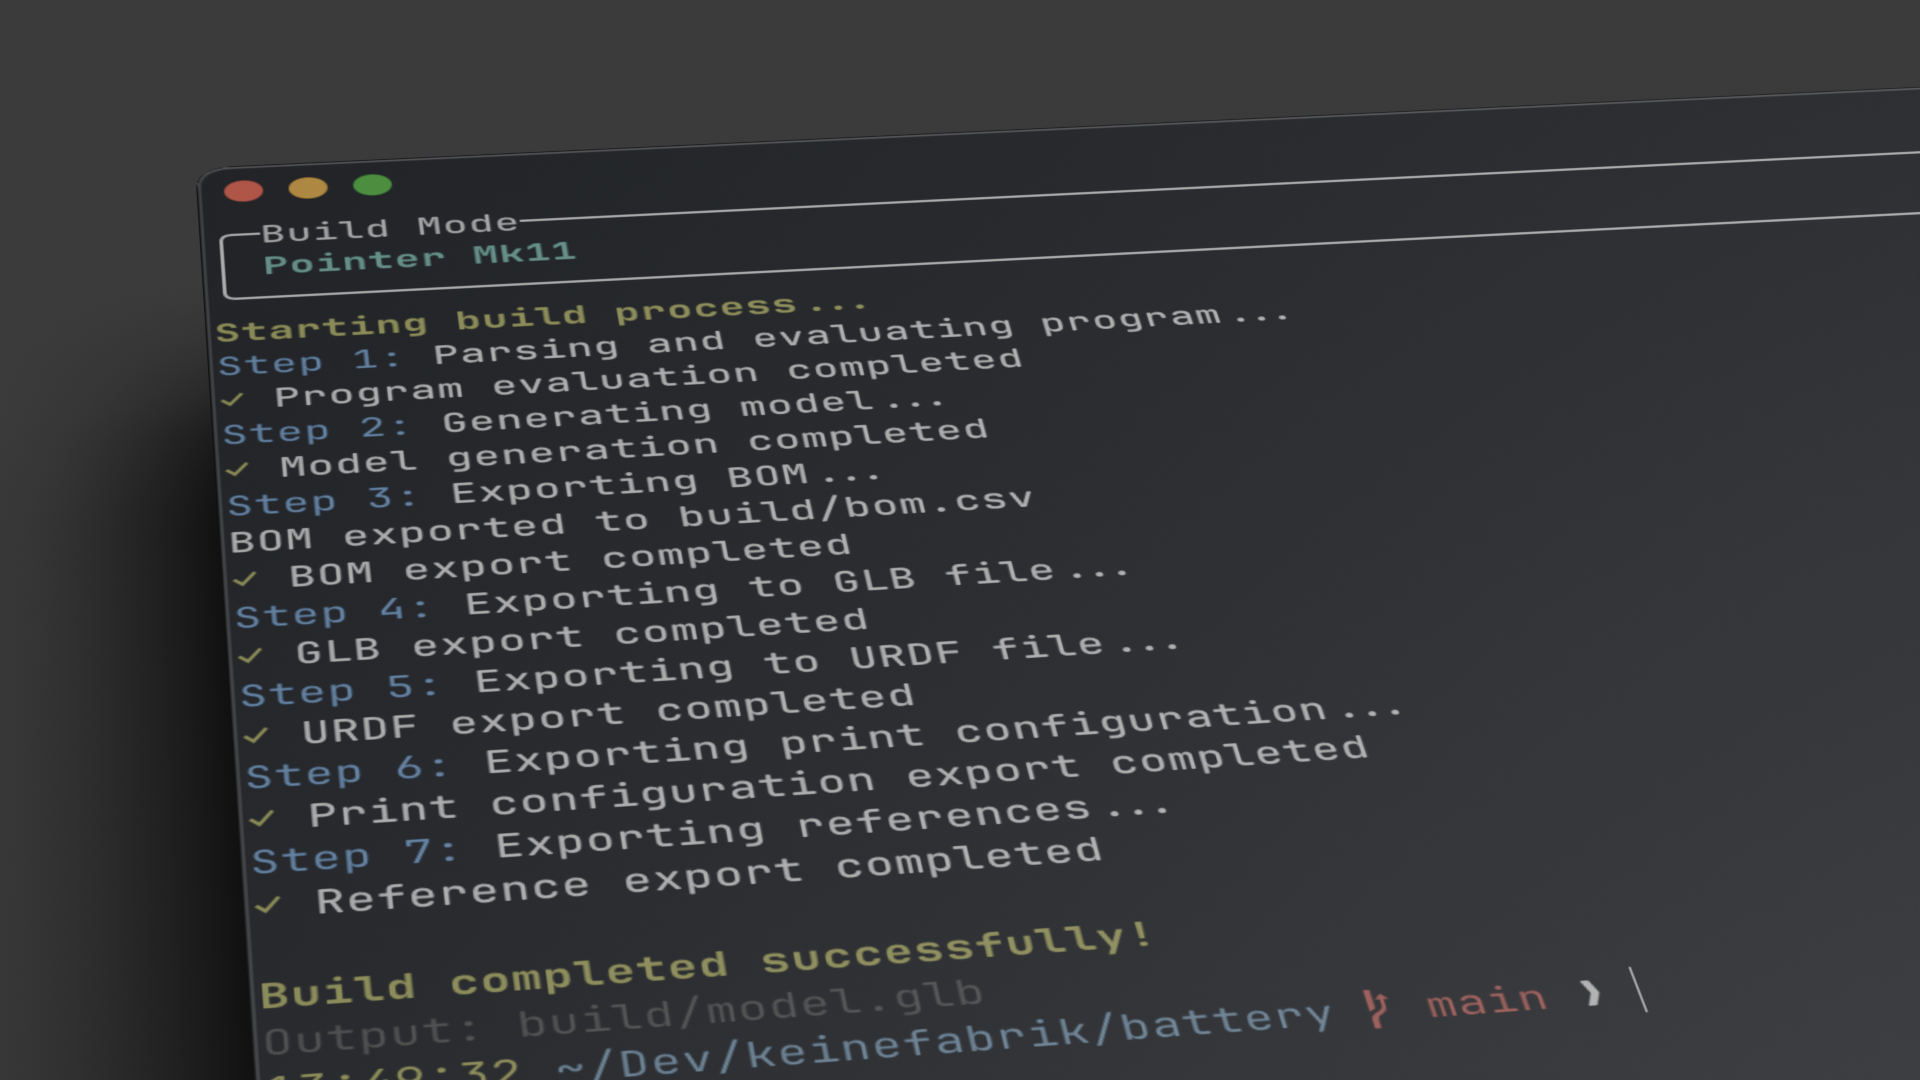 Build Mode
Pointer Mk11
Starting build process...
Step 1: Parsing and evaluating program...
✓ Program evaluation completed
Step 2: Generating model...
✓ Model generation completed
Step 3: Exporting BOM...
BOM exported to build/bom.csv
✓ BOM export completed
Step 4: Exporting to GLB file...
✓ GLB export completed
Step 5: Exporting to URDF file...
✓ URDF export completed
Step 6: Exporting print configuration...
✓ Print configuration export completed
Step 7: Exporting references...
✓ Reference export completed
Build completed successfully!
Output: build/model.glb
~/Dev/keinefabrik/battery main ❯